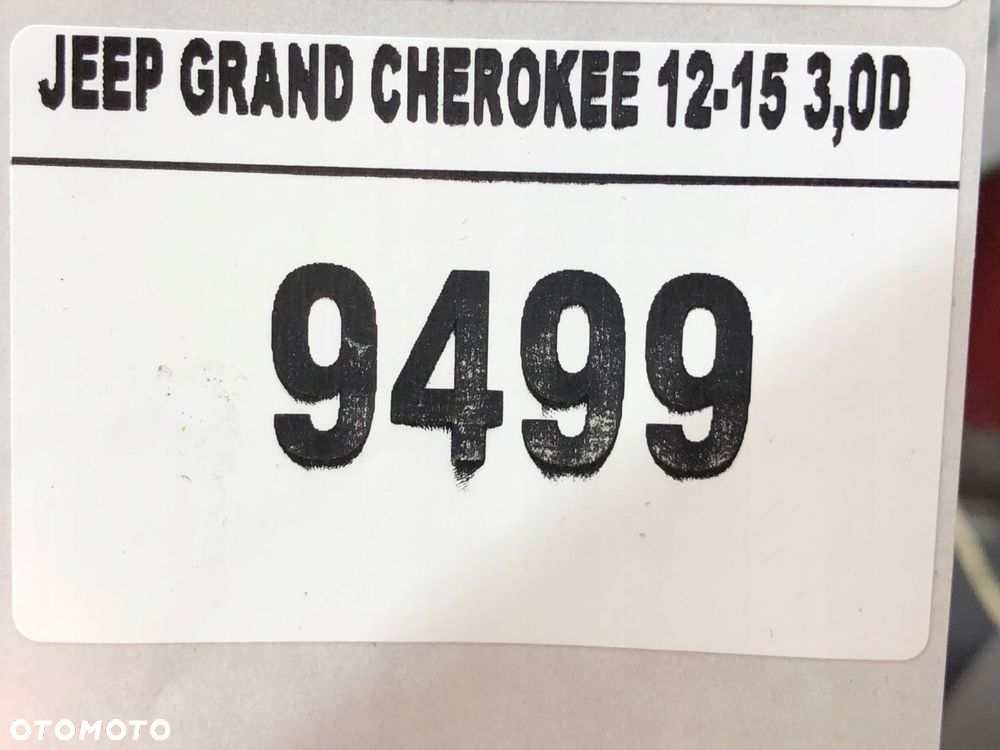 JEEP GRAND CHEROKEE 12-15 3,0D
9499
OTOMOTO